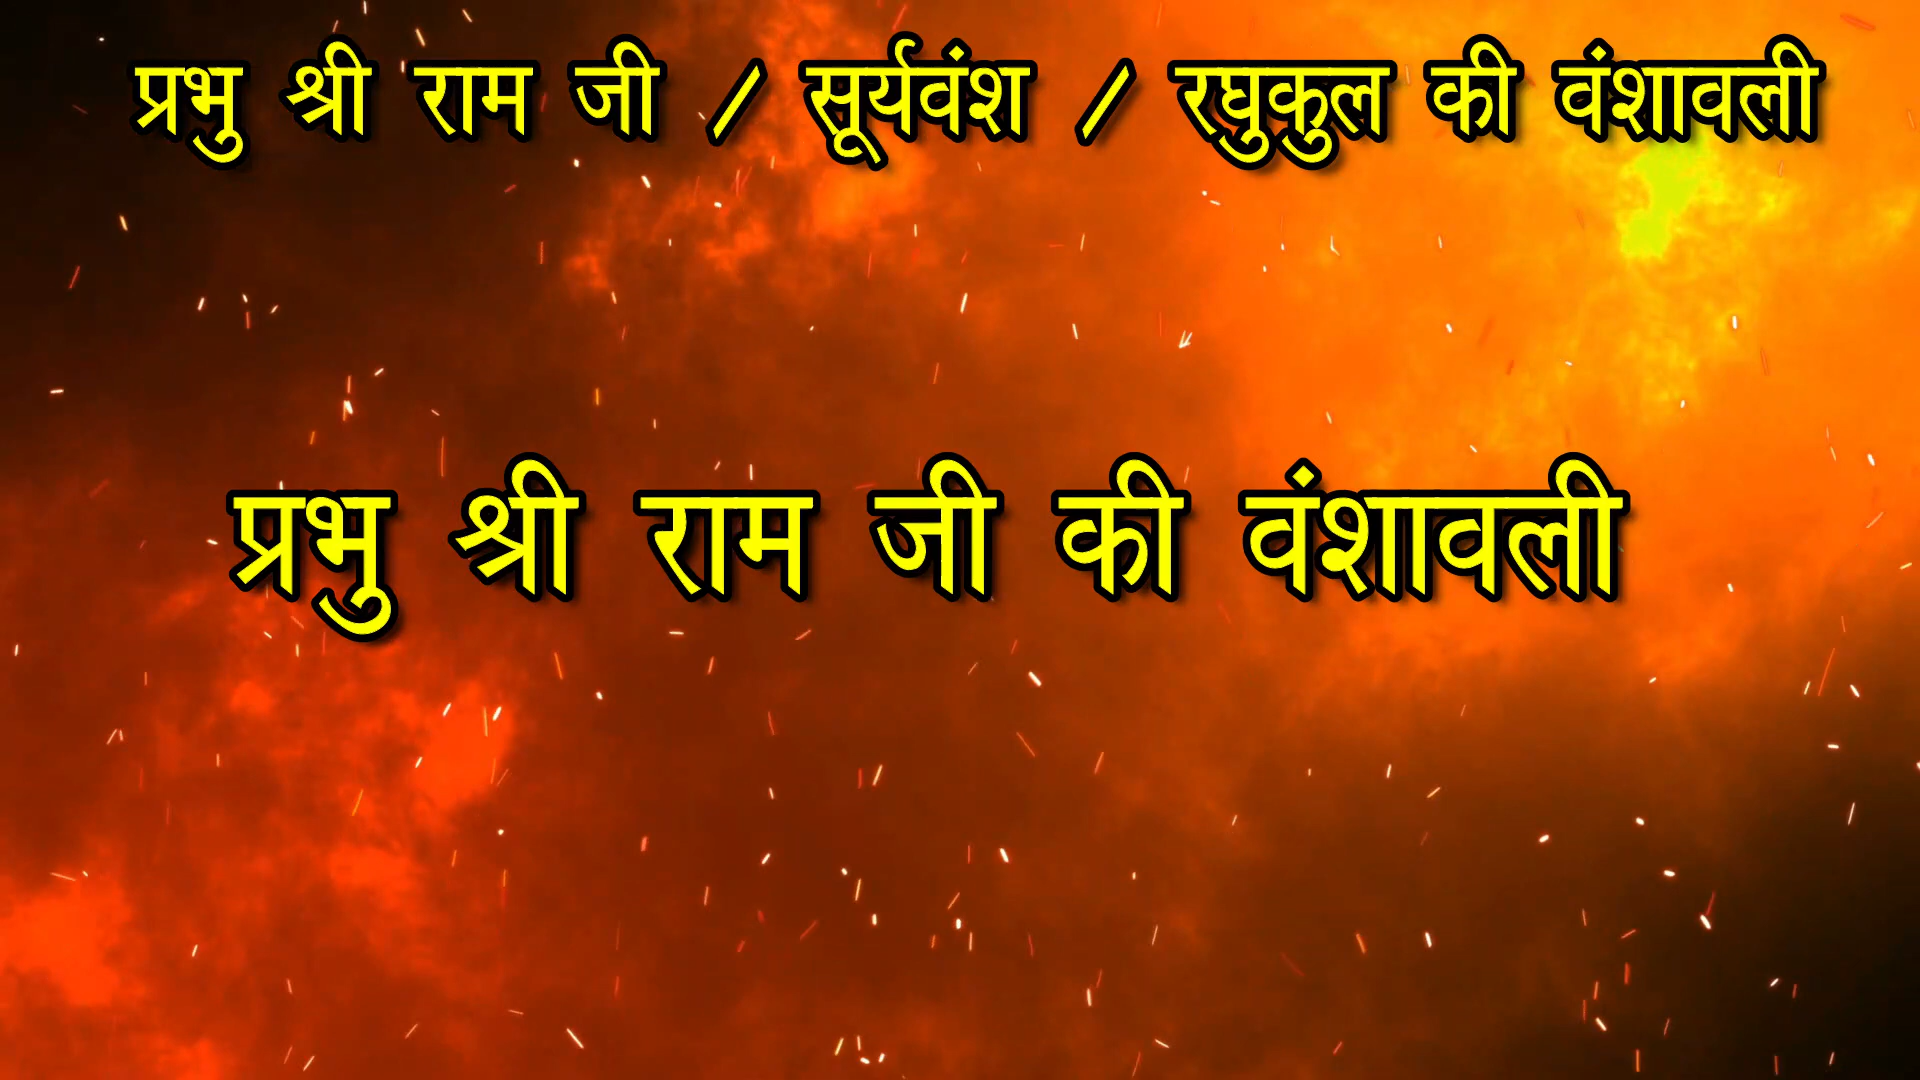 प्रभु श्री राम जी / सूर्यवंश / रघुकुल की वंशावली
प्रभु श्री राम जी की वंशावली